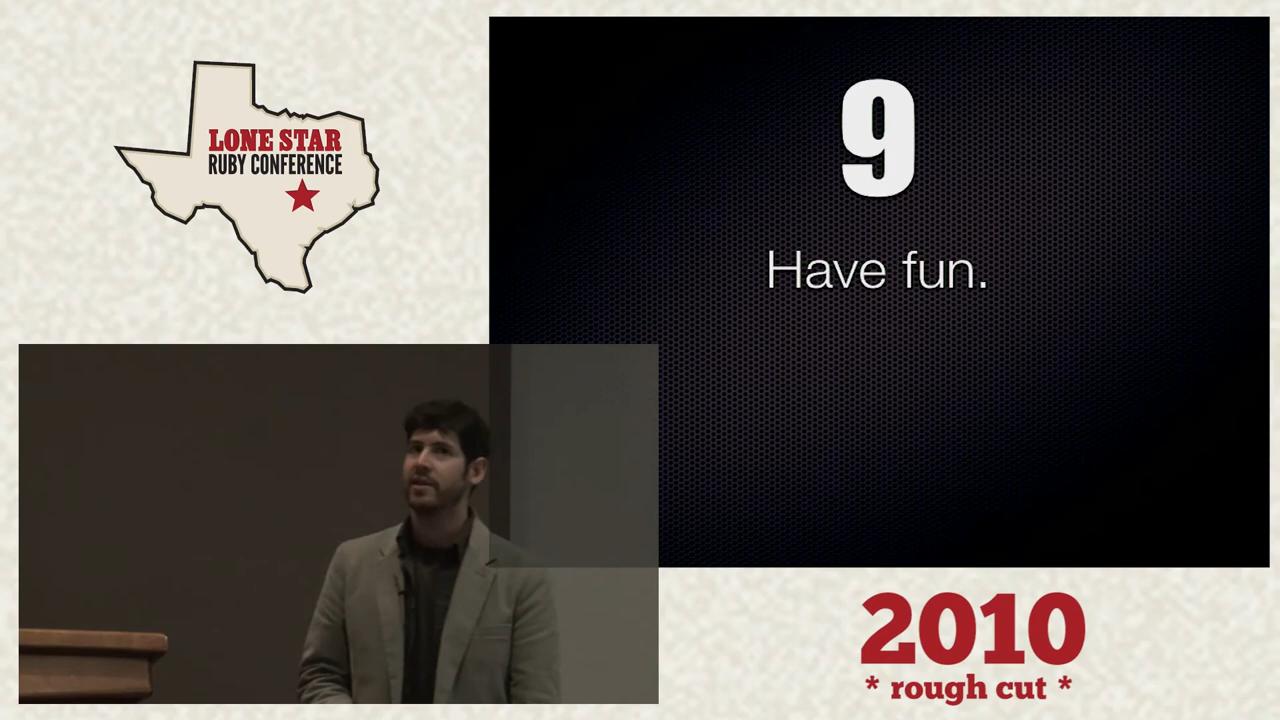 LONE STAR
RUBY CONFERENCE
9
Have fun.
2010
* rough cut *